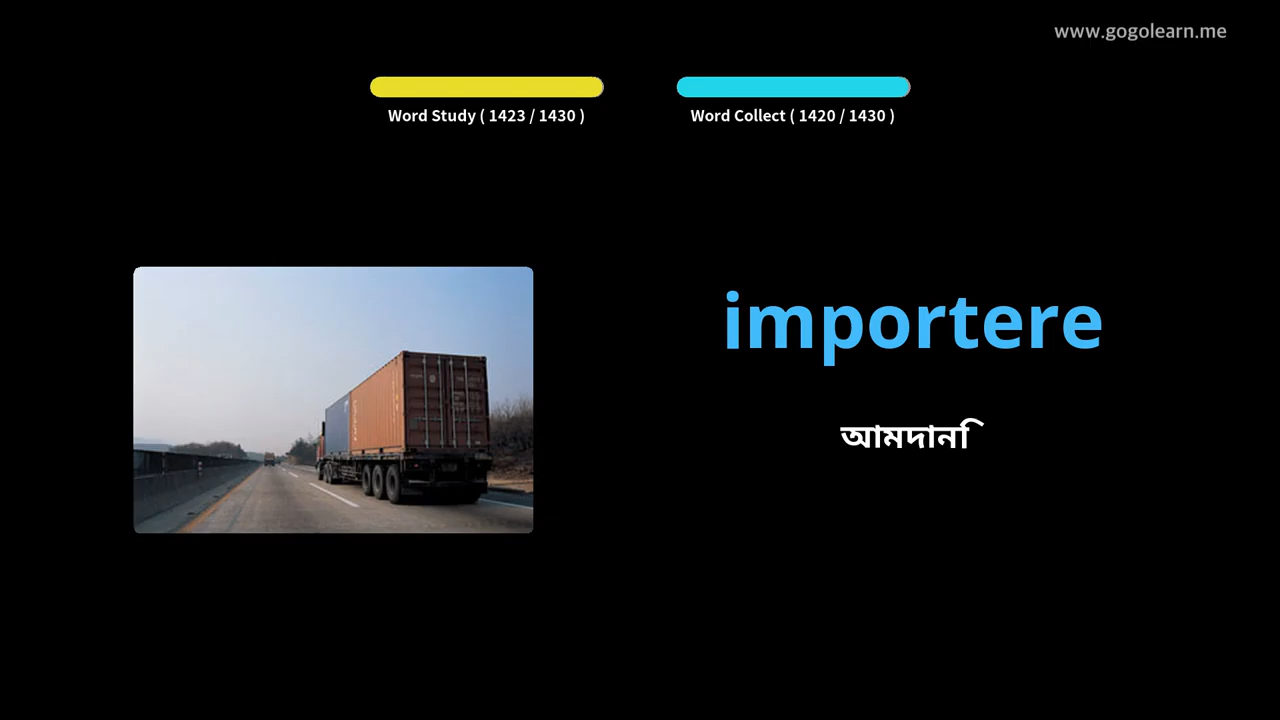 www.gogolearn.me
Word Study ( 1423 / 1430 )
Word Collect ( 1420 / 1430 )
importere
আমদানি